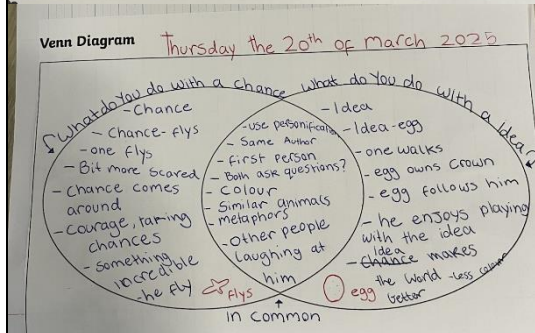 Venn Diagram
Thursday the 20th of march 2025
What do You do with a chance
- Chance
- Chance-flys
- one flys
- Bit more scared
- Chance comes
around
- Courage, taking
chances
- something
incredible
- he fly
flys
- use personification
- Same Author
- first person
- Both ask questions?
- colour
- Similar animals
- metaphors
- Other people
laughing at
him
in common
What do You do with a idea
- Idea
- Idea-egg
- one walks
- egg owns crown
- egg follows him
- he enjoys playing
with the idea
Idea
- Chance makes
the world - less colour
better
egg